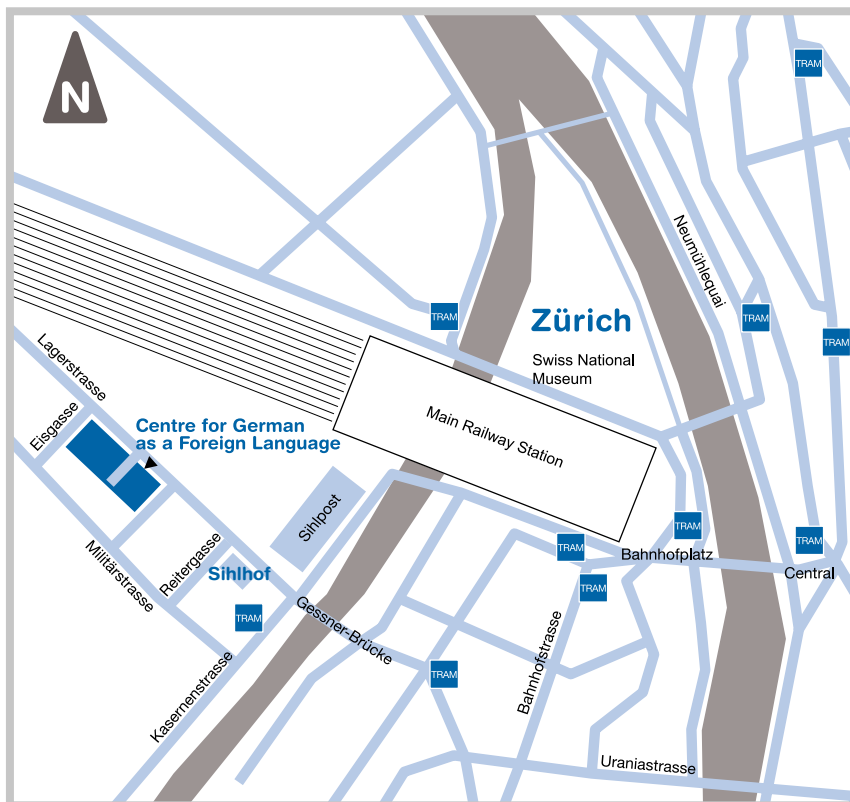 N
TRAM
Neumühlequai
TRAM
Zürich
TRAM
TRAM
Swiss National
Museum
Lagerstrasse
Eisgasse
Centre for German
as a Foreign Language
Main Railway Station
Sihlpost
TRAM
TRAM
TRAM
Bahnhofplatz
Militärstrasse
Reitergasse
Sihlhof
Central
TRAM
TRAM
Gessner-Brücke
Bahnhofstrasse
TRAM
Kasernenstrasse
Uraniastrasse